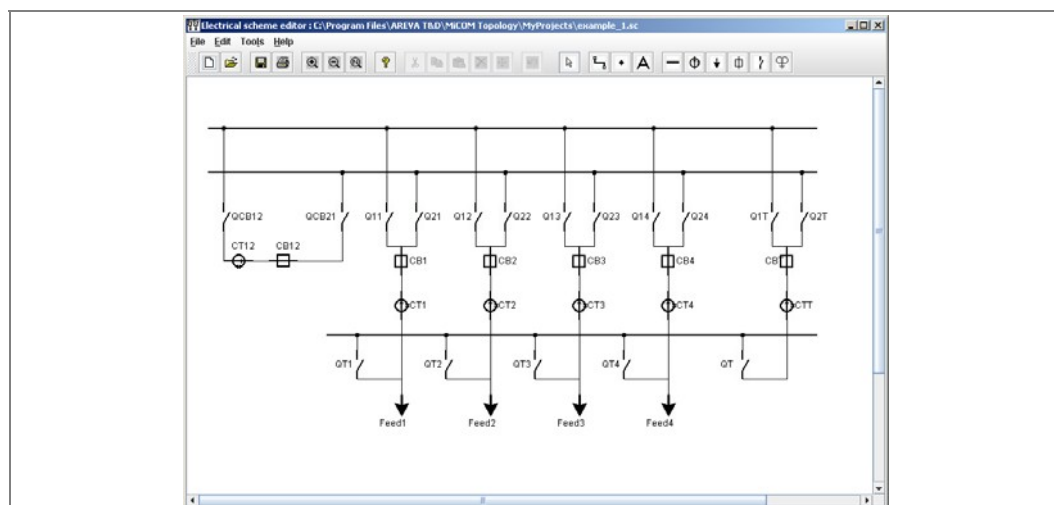 Electrical scheme editor : C:\Program Files\AREVA T&D\MiCOM Topology\MyProjects\example_1.sc
File Edit Tools Help
QCB12 QCB21 Q11 Q21 Q12 Q22 Q13 Q23 Q14 Q24 Q1T Q2T
CT12 CB12
CB1 CB2 CB3 CB4
CT1 CT2 CT3 CT4 CTT
QT1 QT2 QT3 QT4 QT
Feed1 Feed2 Feed3 Feed4